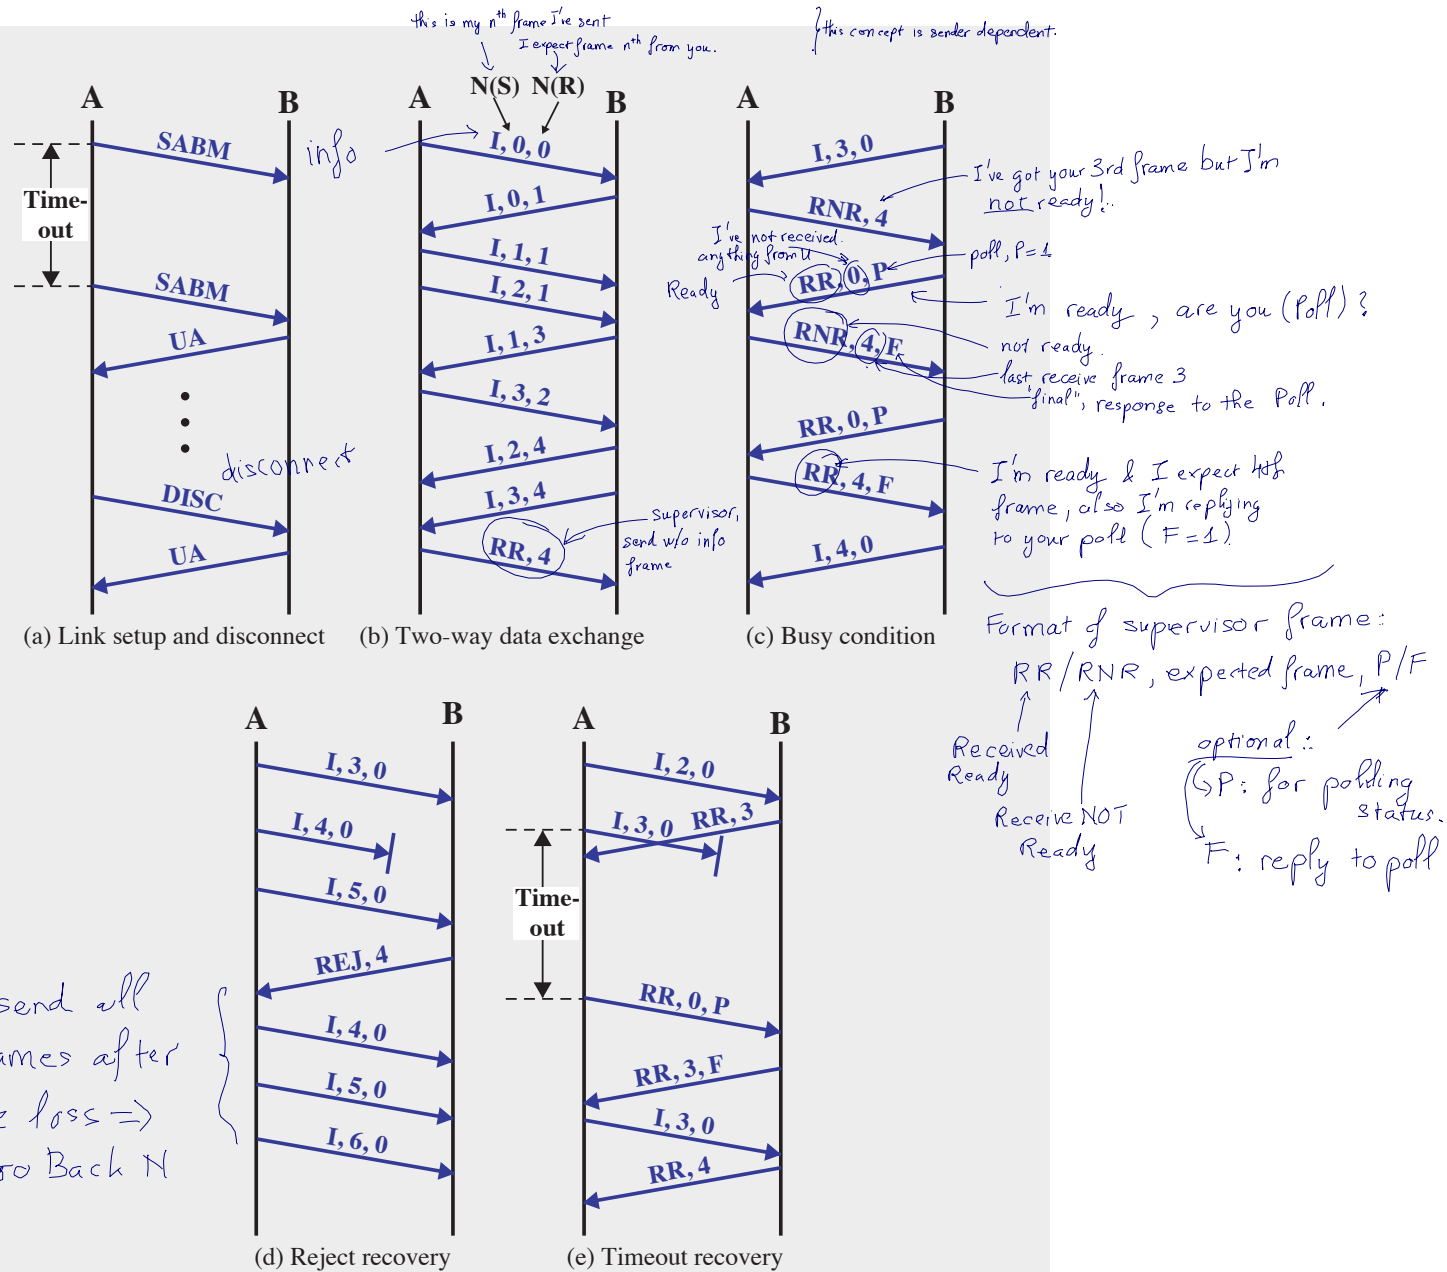 this is my nth frame I've sent
I expect frame nth from you.
this concept is sender dependent.
N(S) N(R)
A
B
SABM
Time-
out
SABM
UA
disconnect
DISC
UA
(a) Link setup and disconnect
A
B
info
I, 0, 0
I, 0, 1
I, 1, 1
I, 2, 1
I, 1, 3
I, 3, 2
I, 2, 4
I, 3, 4
RR, 4
supervisor,
send w/o info
frame
(b) Two-way data exchange
A
B
I, 3, 0
I've got your 3rd frame but I'm
not ready!..
RNR, 4
I've not received.
anything from U
Ready
RR, 0, P
poll, P=1
I'm ready, are you (Poll)?
RNR, 4, F
not ready.
last receive frame 3
"final", response to the Poll.
RR, 0, P
RR, 4, F
I'm ready & I expect 4th
frame, also I'm replying
to your poll (F=1)
I, 4, 0
(c) Busy condition
Format of supervisor frame:
RR/RNR, expected frame, P/F
Received
Ready
Receive NOT
Ready
optional:
P: for polling
status.
F: reply to poll
A
B
I, 3, 0
I, 4, 0
I, 5, 0
REJ, 4
I, 4, 0
I, 5, 0
I, 6, 0
send all
ames after
loss =>
Back N
(d) Reject recovery
A
B
I, 2, 0
I, 3, 0
RR, 3
Time-
out
RR, 0, P
RR, 3, F
I, 3, 0
RR, 4
(e) Timeout recovery